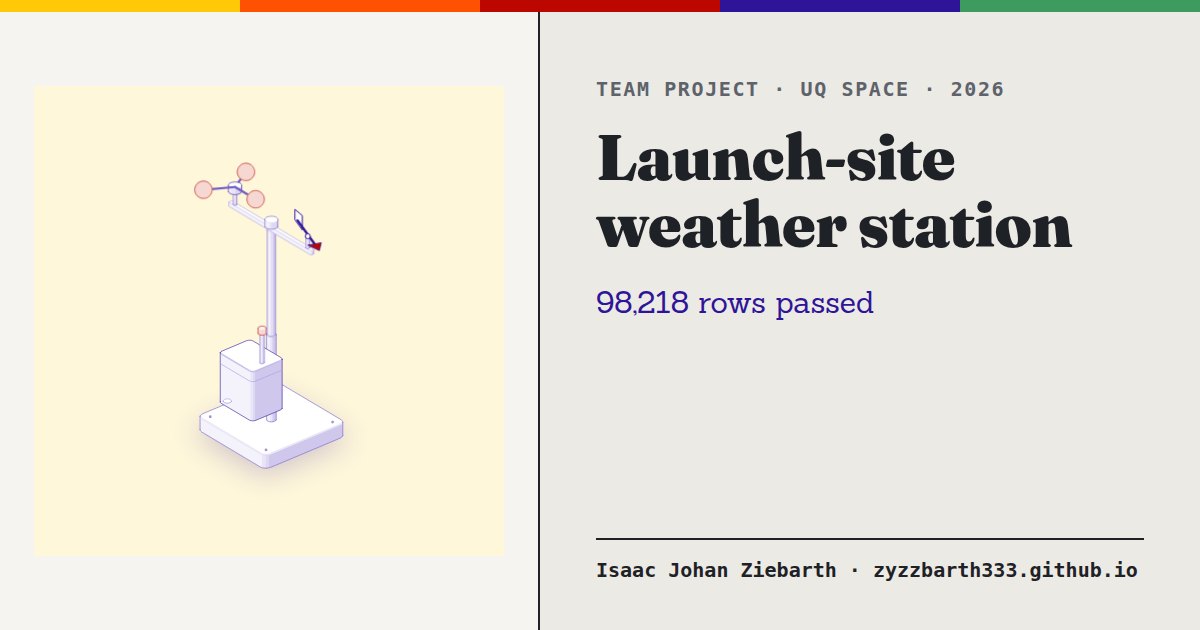 TEAM PROJECT · UQ SPACE · 2026
Launch-site
weather station
98,218 rows passed
Isaac Johan Ziebarth · zyzzbarth333.github.io